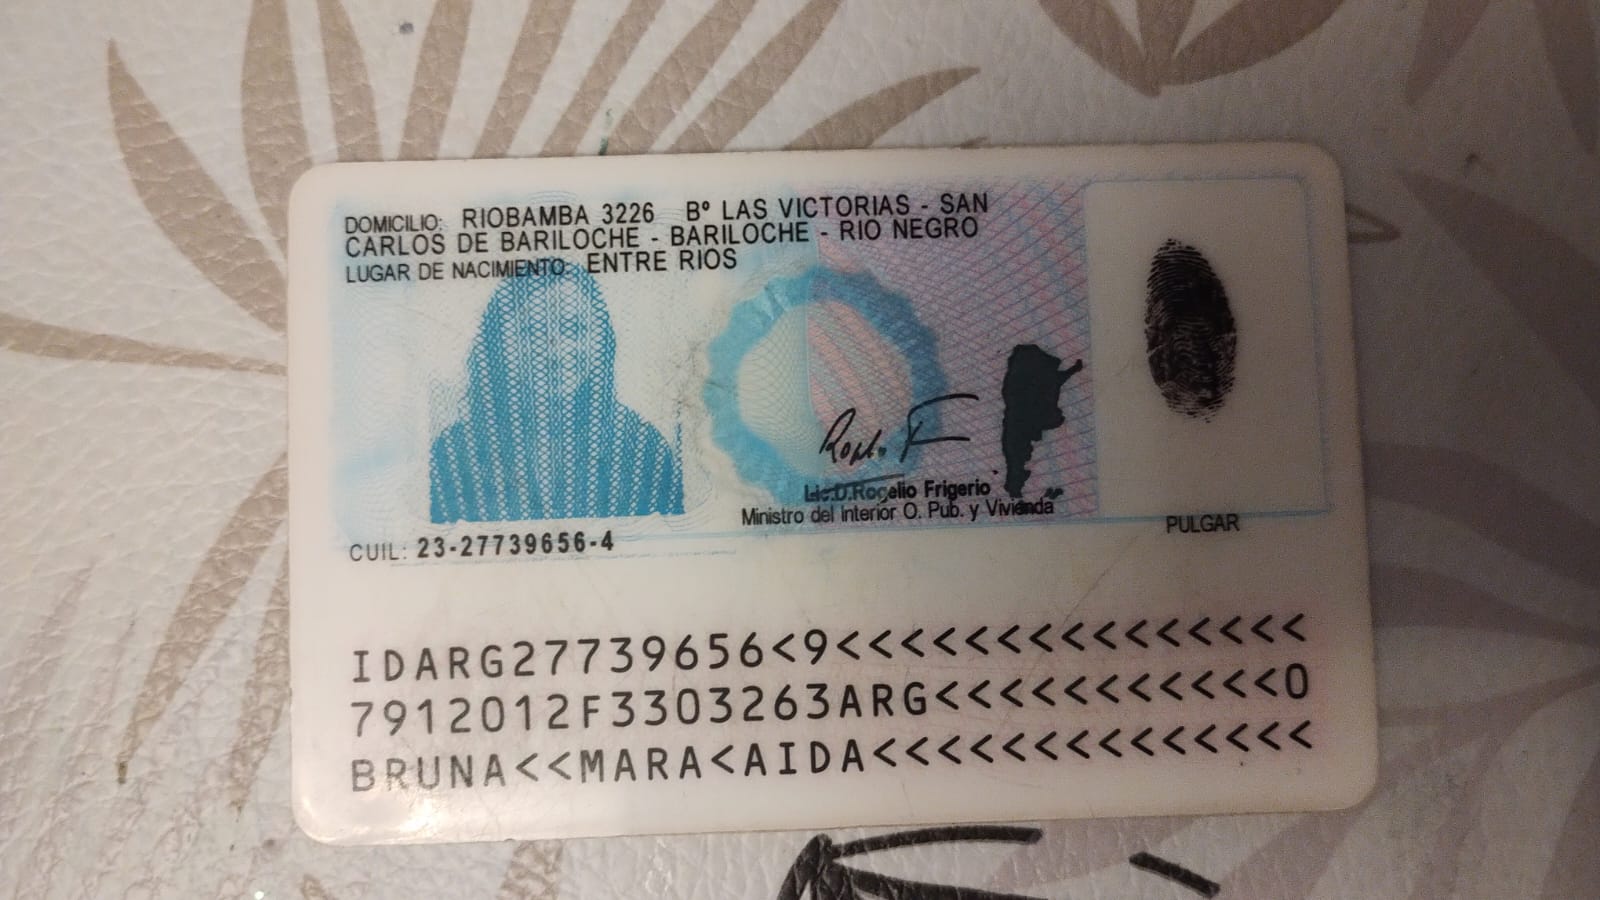 DOMICILIO: RIOBAMBA 3226 Bº LAS VICTORIAS - SAN
CARLOS DE BARILOCHE - BARILOCHE - RIO NEGRO
LUGAR DE NACIMIENTO: ENTRE RIOS
Lic.D.Rogelio Frigerio
Ministro del Interior O. Pub. y Vivienda
PULGAR
CUIL: 23-27739656-4
IDARG27739656<9<<<<<<<<<<<<<<<
7912012F3303263ARG<<<<<<<<<<<0
BRUNA<<MARA<AIDA<<<<<<<<<<<<<<